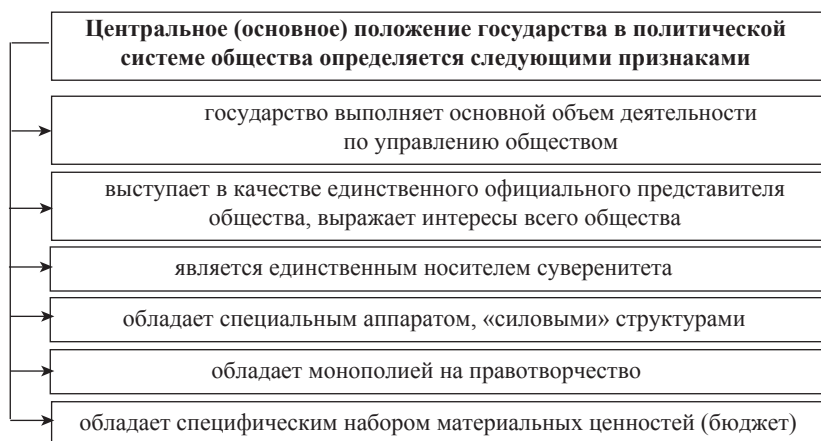 Центральное (основное) положение государства в политической
системе общества определяется следующими признаками
государство выполняет основной объем деятельности
по управлению обществом
выступает в качестве единственного официального представителя
общества, выражает интересы всего общества
является единственным носителем суверенитета
обладает специальным аппаратом, «силовыми» структурами
обладает монополией на правотворчество
обладает специфическим набором материальных ценностей (бюджет)